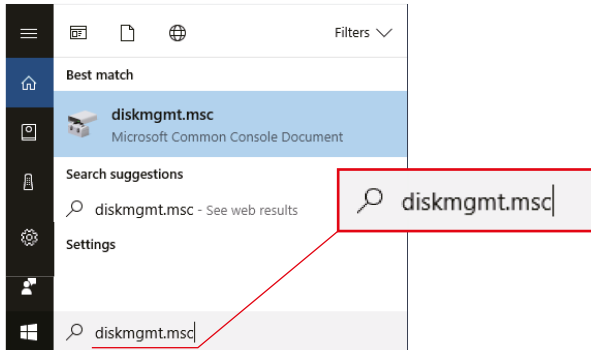 Filters
Best match
diskmgmt.msc
Microsoft Common Console Document
Search suggestions
diskmgmt.msc - See web results
diskmgmt.msc
Settings
diskmgmt.msc